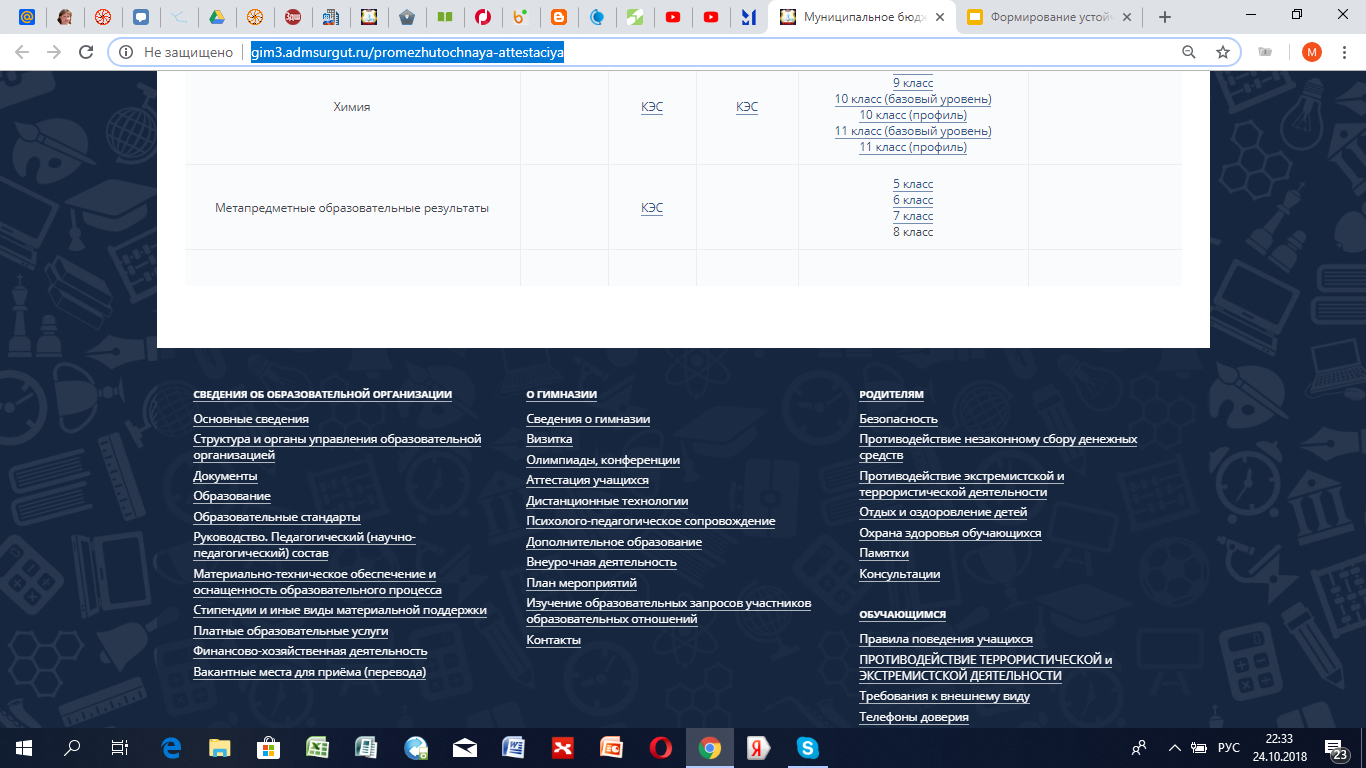 Муниципальное бюдж
Формирование устойч
Не защищено
gim3.admsurgut.ru/promezhutochnaya-attestaciya
М
9 класс
Химия
КЭС
КЭС
10 класс (базовый уровень)
10 класс (профиль)
11 класс (базовый уровень)
11 класс (профиль)
Метапредметные образовательные результаты
КЭС
5 класс
6 класс
7 класс
8 класс
СВЕДЕНИЯ ОБ ОБРАЗОВАТЕЛЬНОЙ ОРГАНИЗАЦИИ
Основные сведения
Структура и органы управления образовательной
организацией
Документы
Образование
Образовательные стандарты
Руководство. Педагогический (научно-
педагогический) состав
Материально-техническое обеспечение и
оснащенность образовательного процесса
Стипендии и иные виды материальной поддержки
Платные образовательные услуги
Финансово-хозяйственная деятельность
Вакантные места для приёма (перевода)
О ГИМНАЗИИ
Сведения о гимназии
Визитка
Олимпиады, конференции
Аттестация учащихся
Дистанционные технологии
Психолого-педагогическое сопровождение
Дополнительное образование
Внеурочная деятельность
План мероприятий
Изучение образовательных запросов участников
образовательных отношений
Контакты
РОДИТЕЛЯМ
Безопасность
Противодействие незаконному сбору денежных
средств
Противодействие экстремистской и
террористической деятельности
Отдых и оздоровление детей
Охрана здоровья обучающихся
Памятки
Консультации
ОБУЧАЮЩИМСЯ
Правила поведения учащихся
ПРОТИВОДЕЙСТВИЕ ТЕРРОРИСТИЧЕСКОЙ и
ЭКСТРЕМИСТСКОЙ ДЕЯТЕЛЬНОСТИ
Требования к внешнему виду
Телефоны доверия
РУС
22:33
24.10.2018
23